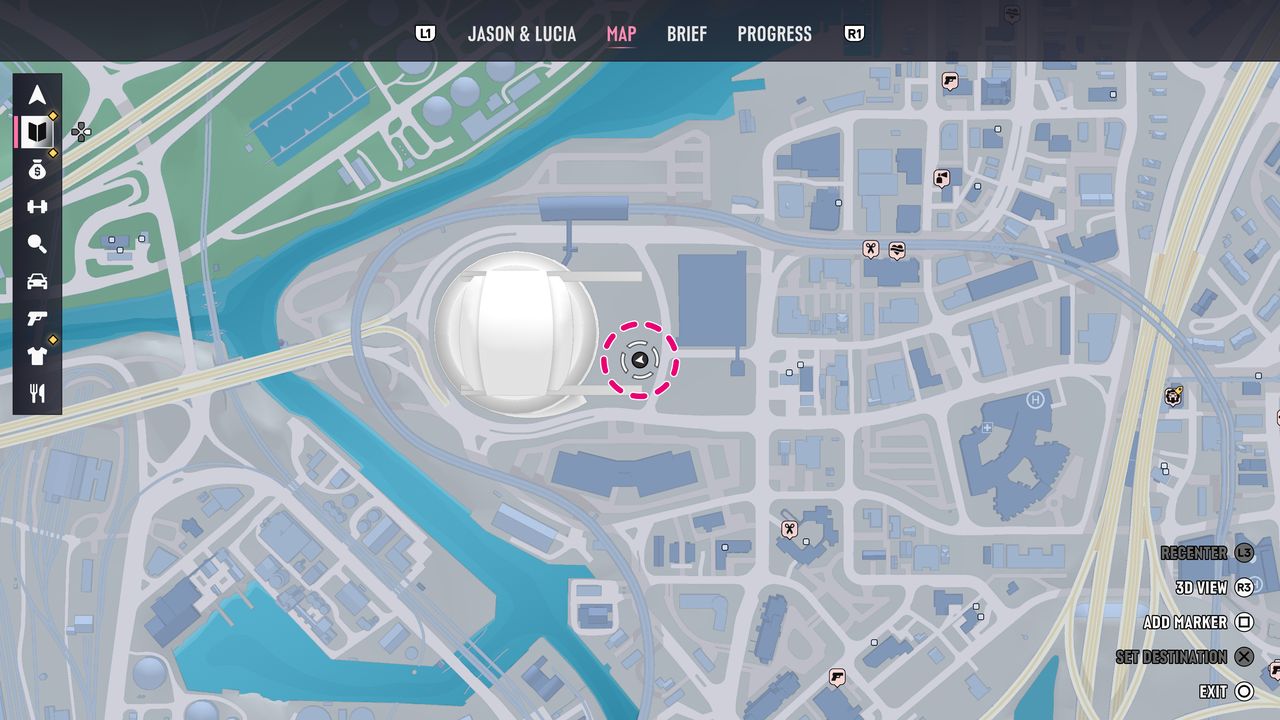 L1 JASON & LUCIA MAP BRIEF PROGRESS R1
$
H
RECENTER L3
3D VIEW R3
ADD MARKER
SET DESTINATION
EXIT